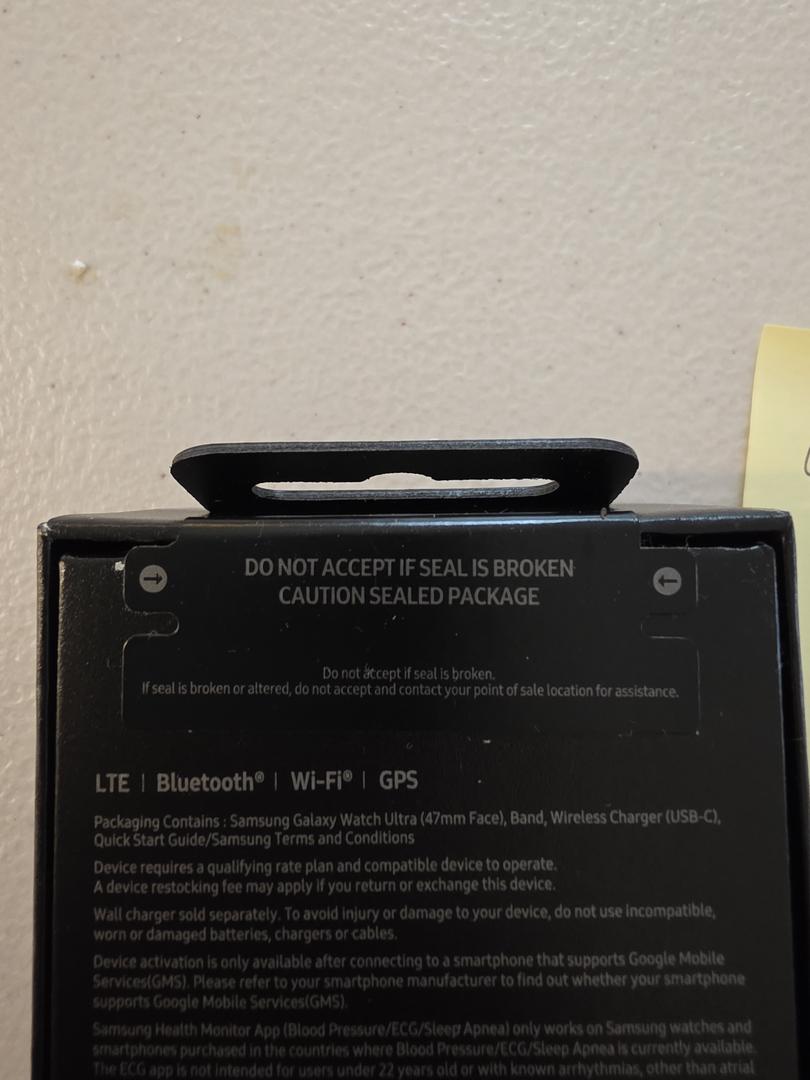 DO NOT ACCEPT IF SEAL IS BROKEN
CAUTION SEALED PACKAGE
Do not accept if seal is broken.
If seal is broken or altered, do not accept and contact your point of sale location for assistance.
LTE | Bluetooth® | Wi-Fi® | GPS
Packaging Contains : Samsung Galaxy Watch Ultra (47mm Face), Band, Wireless Charger (USB-C),
Quick Start Guide/Samsung Terms and Conditions
Device requires a qualifying rate plan and compatible device to operate.
A device restocking fee may apply if you return or exchange this device.
Wall charger sold separately. To avoid injury or damage to your device, do not use incompatible,
worn or damaged batteries, chargers or cables.
Device activation is only available after connecting to a smartphone that supports Google Mobile
Services(GMS). Please refer to your smartphone manufacturer to find out whether your smartphone
supports Google Mobile Services(GMS).
Samsung Health Monitor App (Blood Pressure/ECG/Sleep Apnea) only works on Samsung watches and
smartphones purchased in the countries where Blood Pressure/ECG/Sleep Apnea is currently available.
The ECG app is not intended for users under 22 years old or with known arrhythmias, other than atrial